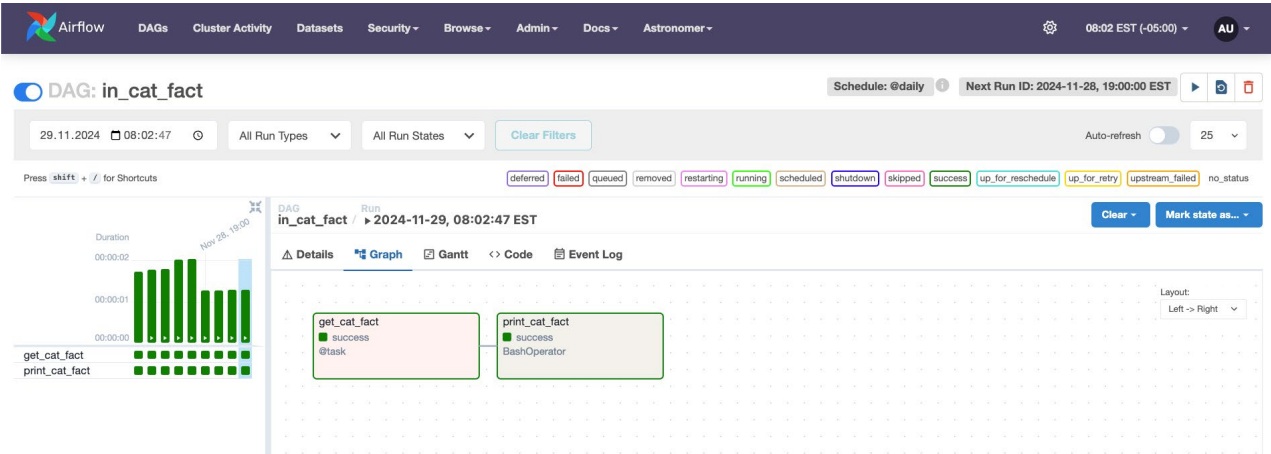 Airflow DAGs Cluster Activity Datasets Security Browse Admin Docs Astronomer 08:02 EST (-05:00) AU
DAG: in_cat_fact Schedule: @daily Next Run ID: 2024-11-28, 19:00:00 EST
29.11.2024 08:02:47 All Run Types All Run States Clear Filters Auto-refresh 25
Press shift + / for Shortcuts deferred failed queued removed restarting running scheduled shutdown skipped success up_for_reschedule up_for_retry upstream_failed no_status
DAG Run
in_cat_fact / 2024-11-29, 08:02:47 EST Clear Mark state as...
Details Graph Gantt <> Code Event Log
Duration
Nov 28, 19:00
00:00:02
00:00:01
00:00:00
get_cat_fact
print_cat_fact
Layout:
Left -> Right
get_cat_fact
success
@task
print_cat_fact
success
BashOperator